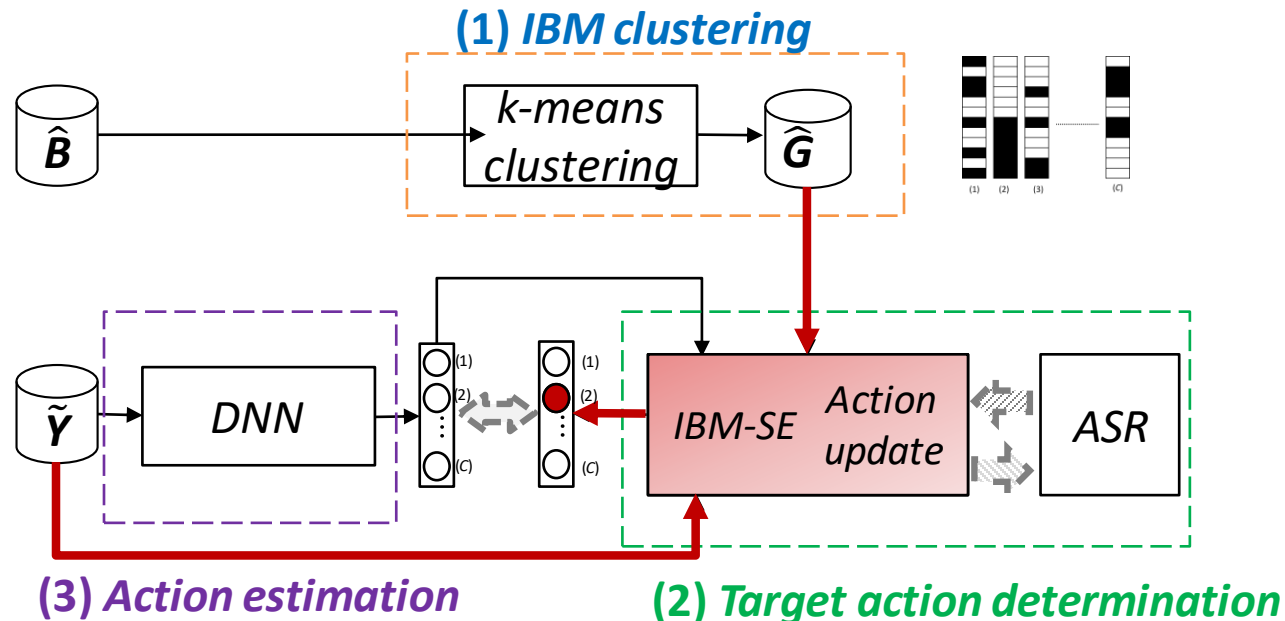 (1) IBM clustering
k-means
clustering
B̂
Ĝ
(1) (2) (3) (C)
(1)
(2)
(C)
(1)
(2)
(C)
Ỹ
DNN
IBM-SE
Action
update
ASR
(3) Action estimation
(2) Target action determination